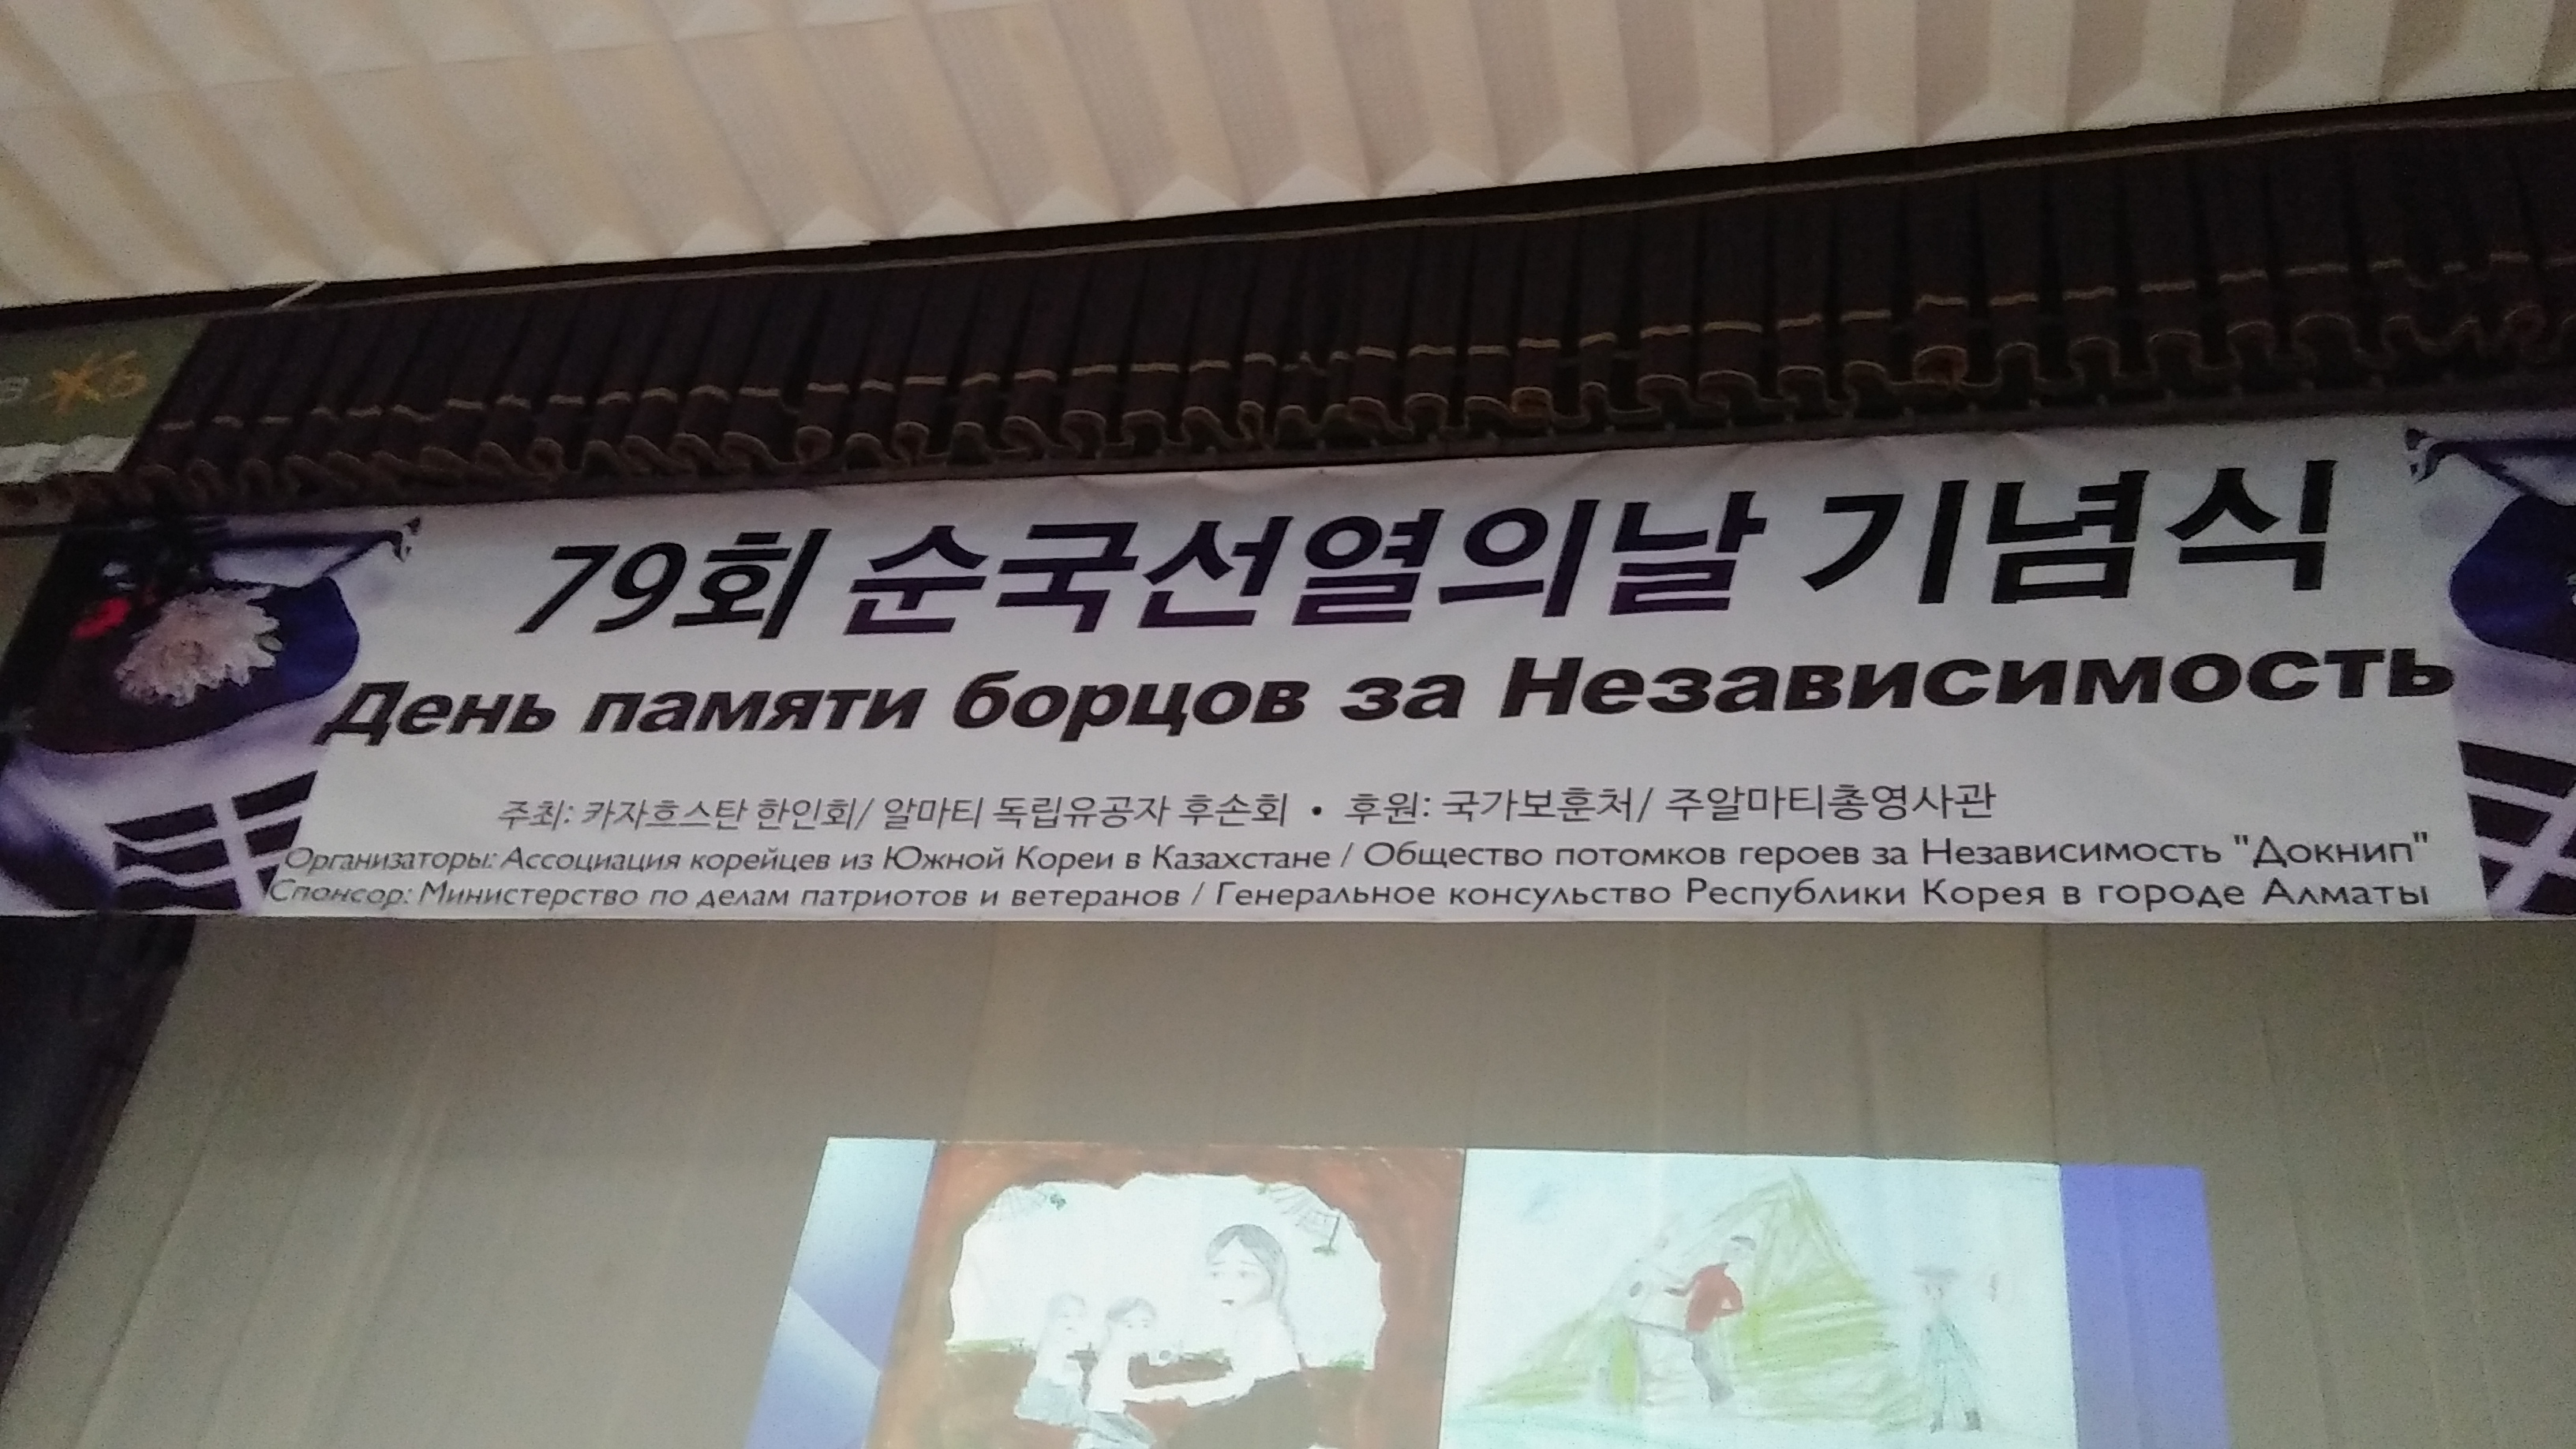 79회 순국선열의날 기념식
День памяти борцов за Независимость
주최: 카자흐스탄 한인회/ 알마티 독립유공자 후손회 • 후원: 국가보훈처/ 주알마티총영사관
Организаторы: Ассоциация корейцев из Южной Кореи в Казахстане / Общество потомков героев за Независимость "Докнип"
Спонсор: Министерство по делам патриотов и ветеранов / Генеральное консульство Республики Корея в городе Алматы